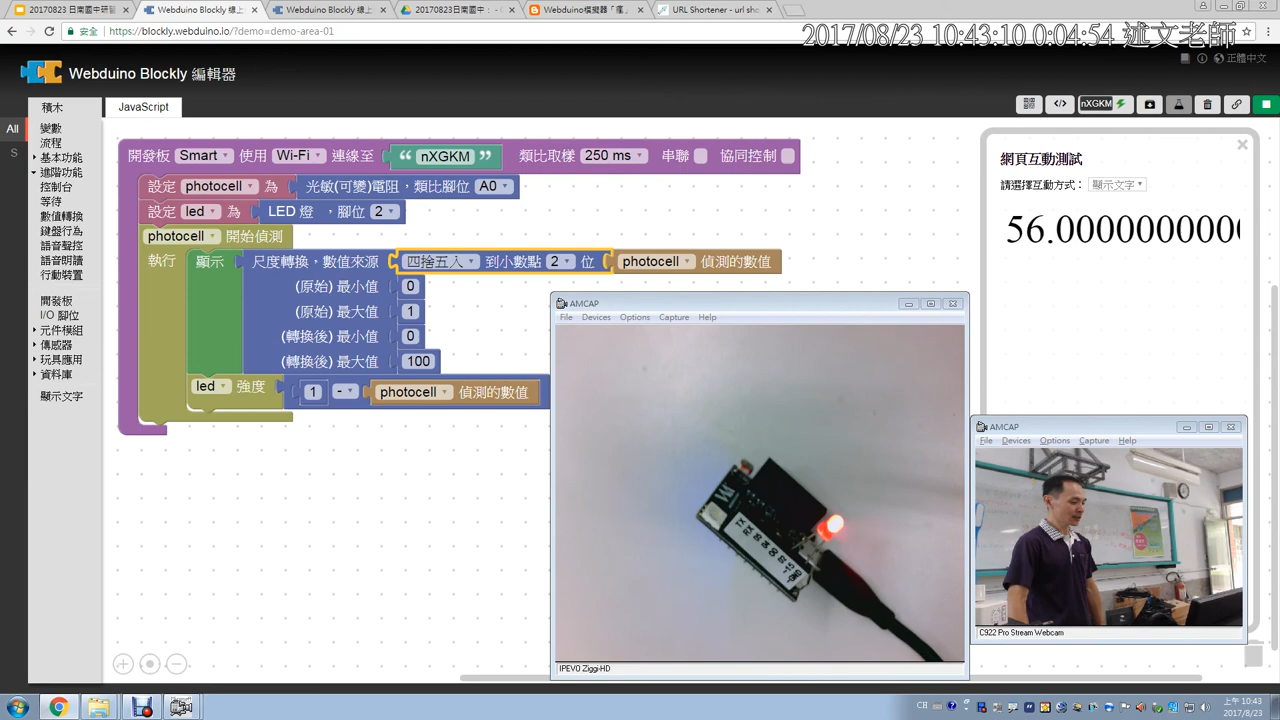 20170823 日南國中研習
Webduino Blockly 線上
Webduino Blockly 線上
20170823日南國中：-
Webduino模擬器「瘋」
URL Shortener - url sho
安全 https://blockly.webduino.io/?demo=demo-area-01
2017/08/23 10:43:10 0:04:54 述文老師
Webduino Blockly 編輯器
正體中文
積木
JavaScript
nXGKM
All
S
變數
流程
基本功能
進階功能
控制台
等待
數值轉換
鍵盤行為
語音聲控
語音朗讀
行動裝置
開發板
I/O 腳位
元件模組
傳感器
玩具應用
資料庫
顯示文字
開發板 Smart 使用 Wi-Fi 連線至 “ nXGKM ” 類比取樣 250 ms 串聯 協同控制
設定 photocell 為 光敏(可變)電阻，類比腳位 A0
設定 led 為 LED 燈 ，腳位 2
photocell 開始偵測
執行 顯示 尺度轉換，數值來源 四捨五入 到小數點 2 位 photocell 偵測的數值
(原始) 最小值 0
(原始) 最大值 1
(轉換後) 最小值 0
(轉換後) 最大值 100
led 強度 1 - photocell 偵測的數值
網頁互動測試
請選擇互動方式： 顯示文字
56.0000000000
AMCAP
File Devices Options Capture Help
IPEVO Ziggi-HD
AMCAP
File Devices Options Capture Help
C922 Pro Stream Webcam
CH
上午 10:43
2017/8/23